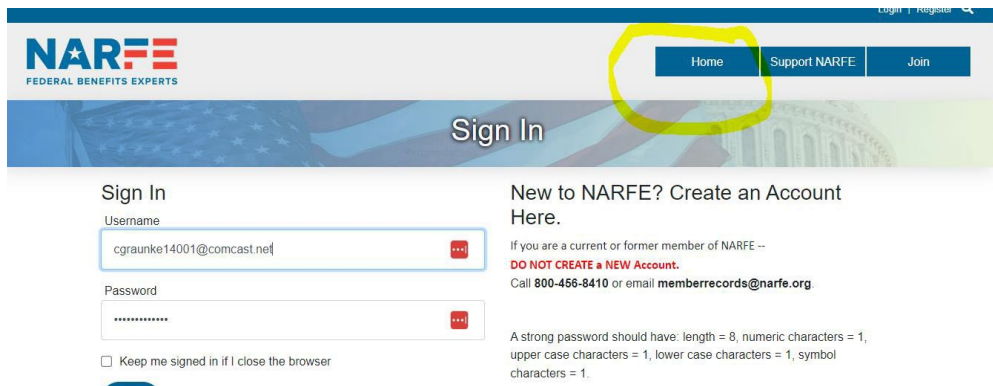 Login | Register
NARFE
FEDERAL BENEFITS EXPERTS
Home Support NARFE Join
Sign In
Sign In
Username
cgraunke14001@comcast.net
Password
•••••••••••••
Keep me signed in if I close the browser
New to NARFE? Create an Account
Here.
If you are a current or former member of NARFE --
DO NOT CREATE a NEW Account.
Call 800-456-8410 or email memberrecords@narfe.org.
A strong password should have: length = 8, numeric characters = 1,
upper case characters = 1, lower case characters = 1, symbol
characters = 1.